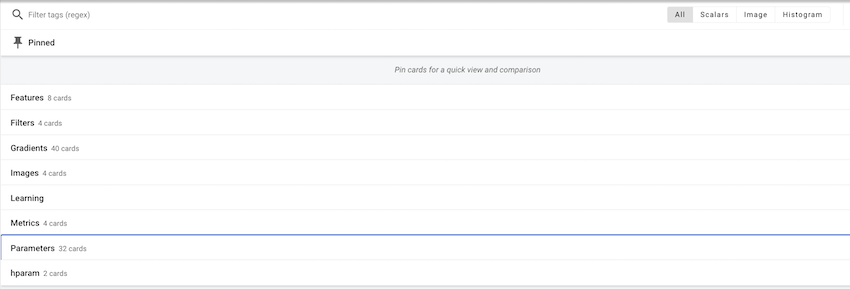 Filter tags (regex) All Scalars Image Histogram
Pinned
Pin cards for a quick view and comparison
Features 8 cards
Filters 4 cards
Gradients 40 cards
Images 4 cards
Learning
Metrics 4 cards
Parameters 32 cards
hparam 2 cards